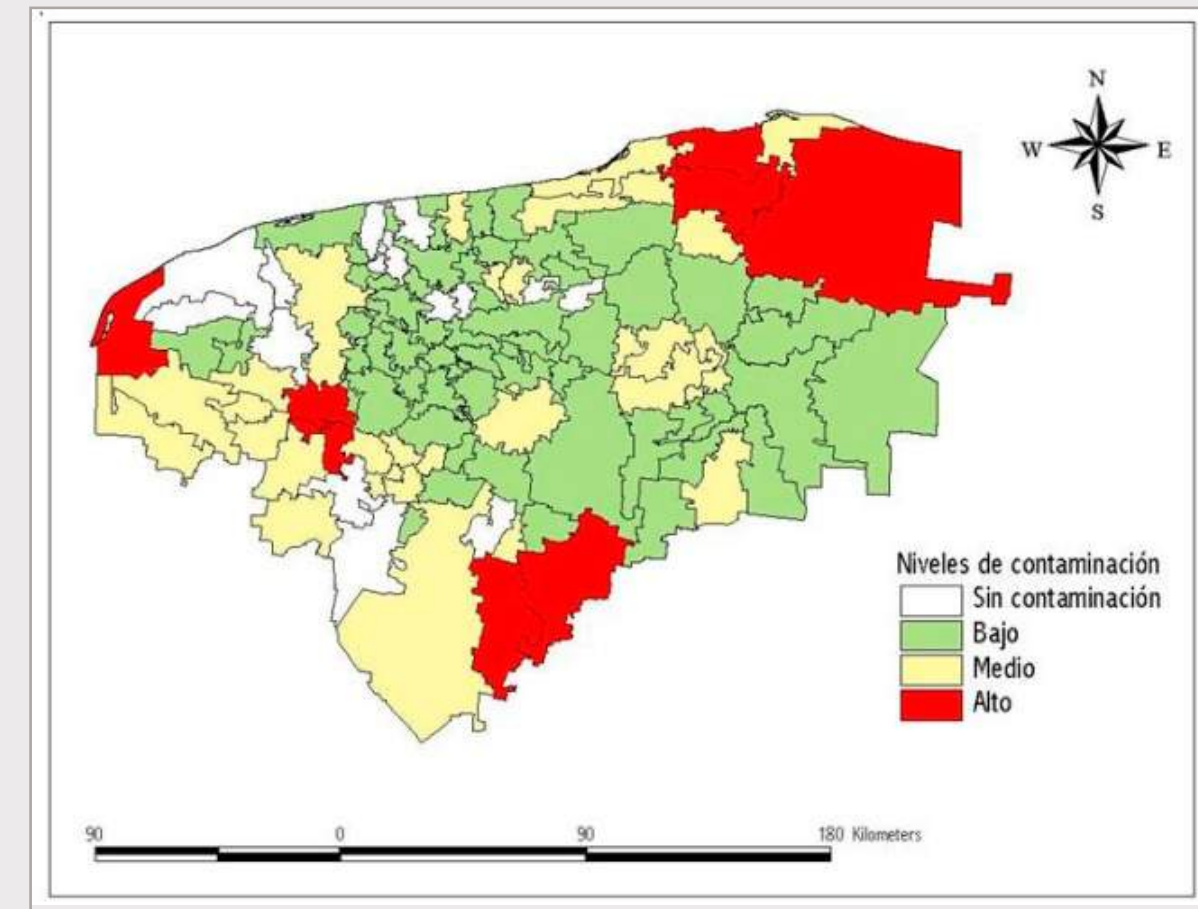 N
W E
S
Niveles de contaminación
Sin contaminación
Bajo
Medio
Alto
90 0 90 180 Kilometers